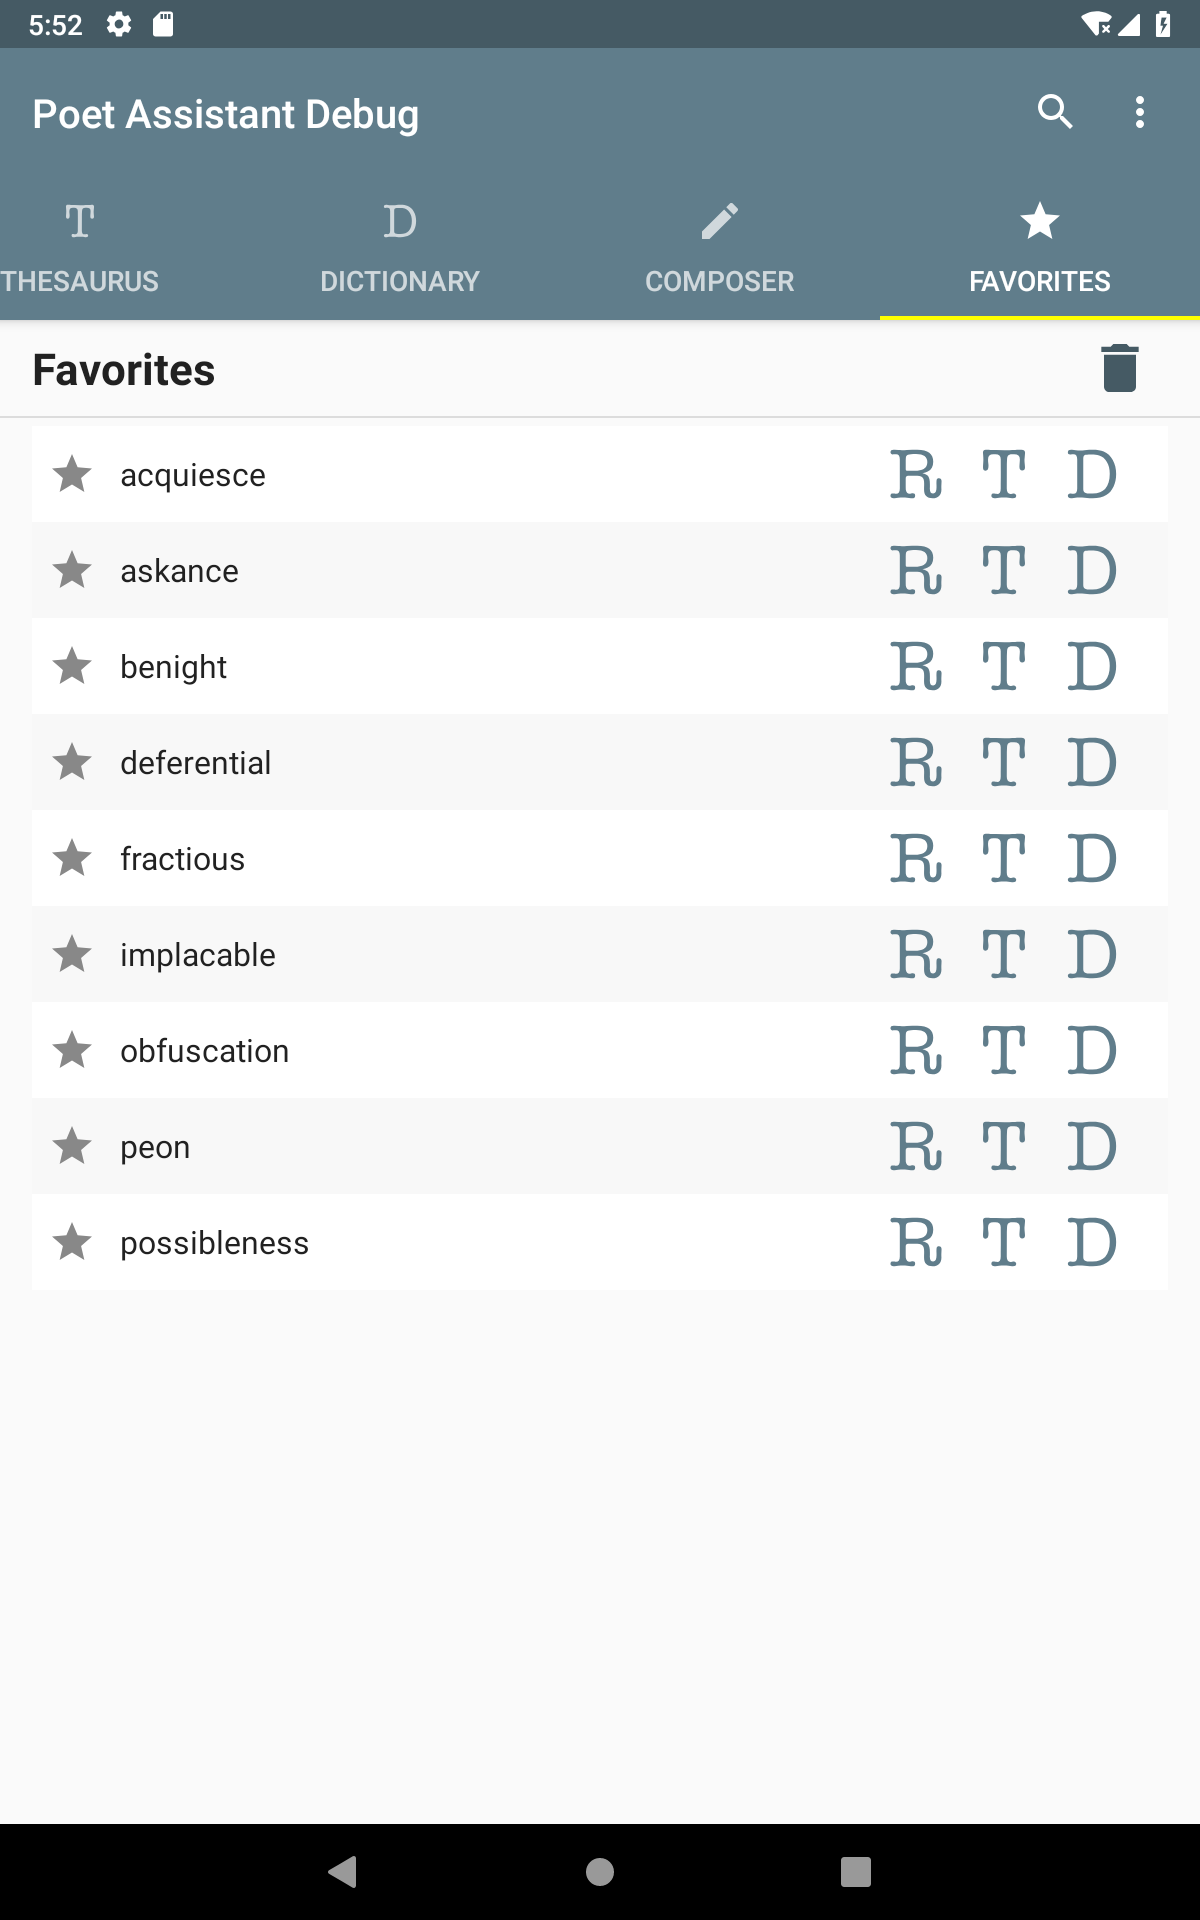 5:52
Poet Assistant Debug
T D
THESAURUS DICTIONARY COMPOSER FAVORITES
Favorites
acquiesce R T D
askance R T D
benight R T D
deferential R T D
fractious R T D
implacable R T D
obfuscation R T D
peon R T D
possibleness R T D